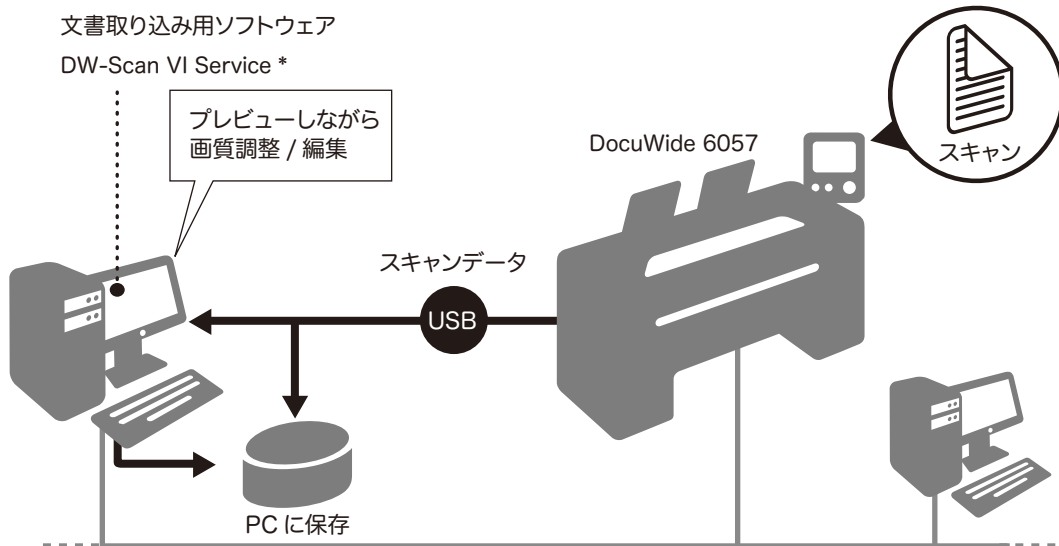 文書取り込み用ソフトウェア
DW-Scan VI Service *
プレビューしながら
画質調整 / 編集
DocuWide 6057
スキャン
スキャンデータ
USB
PC に保存